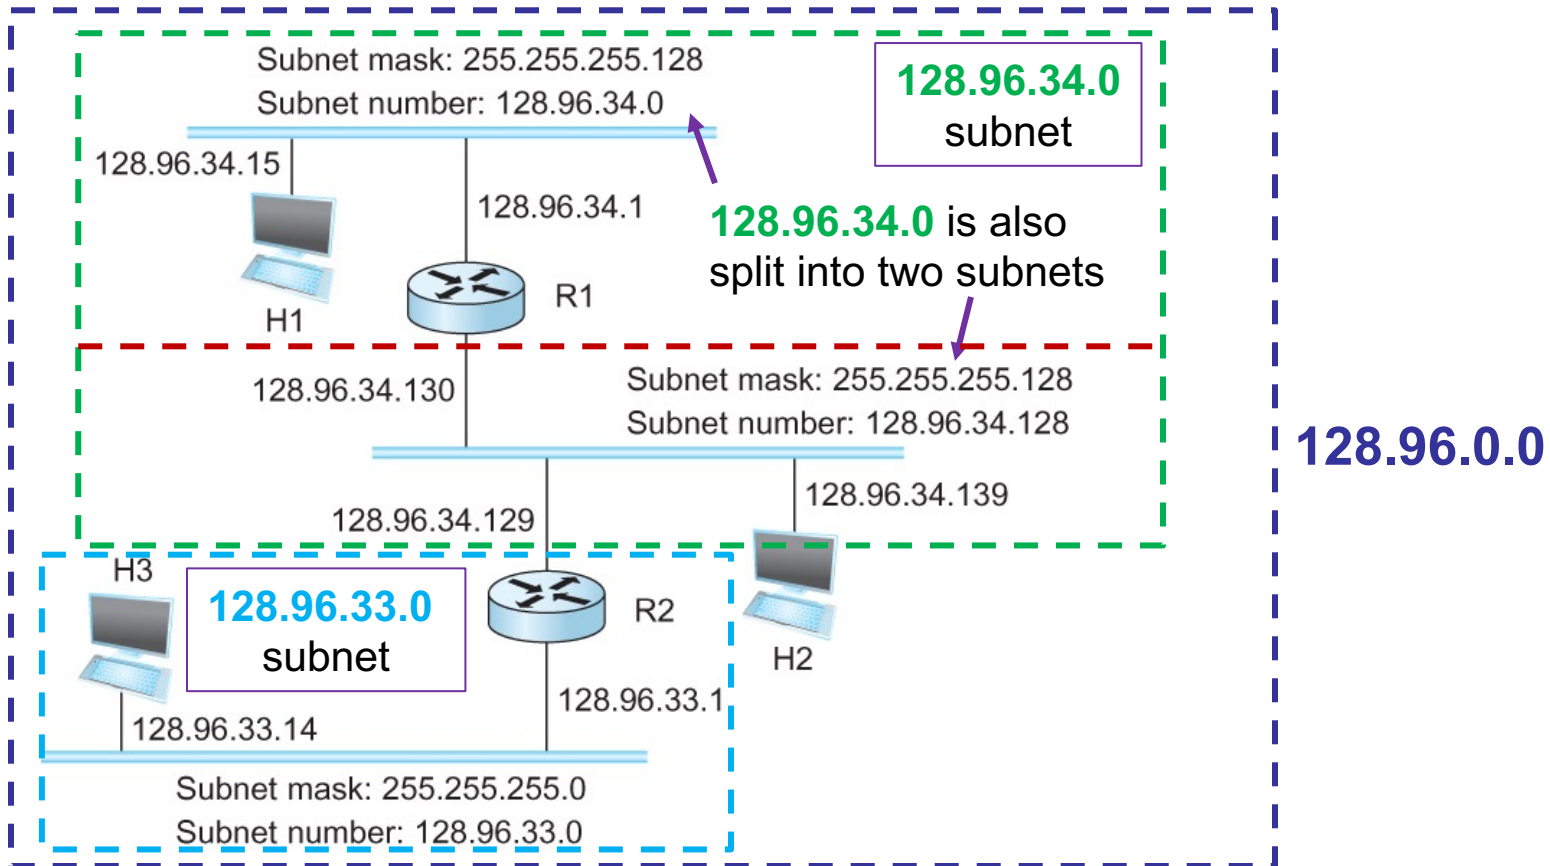 Subnet mask: 255.255.255.128
Subnet number: 128.96.34.0
128.96.34.0
subnet
128.96.34.15
128.96.34.1
128.96.34.0 is also
split into two subnets
H1
R1
128.96.34.130
Subnet mask: 255.255.255.128
Subnet number: 128.96.34.128
128.96.0.0
128.96.34.139
128.96.34.129
H3
128.96.33.0
subnet
R2
H2
128.96.33.1
128.96.33.14
Subnet mask: 255.255.255.0
Subnet number: 128.96.33.0